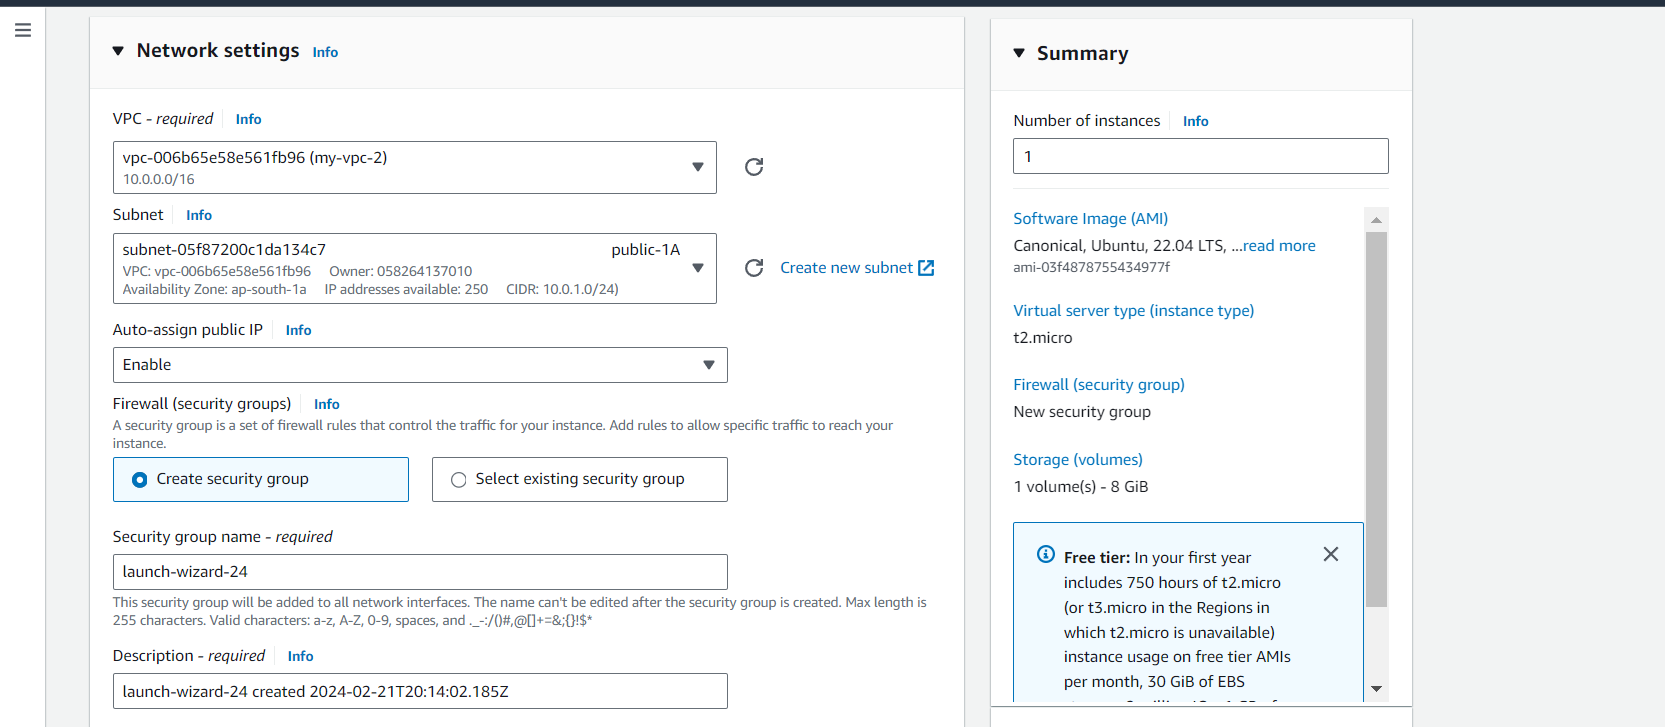 Network settings Info
VPC - required Info
vpc-006b65e58e561fb96 (my-vpc-2)
10.0.0.0/16
Subnet Info
subnet-05f87200c1da134c7 public-1A
VPC: vpc-006b65e58e561fb96 Owner: 058264137010
Availability Zone: ap-south-1a IP addresses available: 250 CIDR: 10.0.1.0/24)
Create new subnet
Auto-assign public IP Info
Enable
Firewall (security groups) Info
A security group is a set of firewall rules that control the traffic for your instance. Add rules to allow specific traffic to reach your
instance.
Create security group
Select existing security group
Security group name - required
launch-wizard-24
This security group will be added to all network interfaces. The name can't be edited after the security group is created. Max length is
255 characters. Valid characters: a-z, A-Z, 0-9, spaces, and ._-:/()#,@[]+=&;{}!$*
Description - required Info
launch-wizard-24 created 2024-02-21T20:14:02.185Z
Summary
Number of instances Info
1
Software Image (AMI)
Canonical, Ubuntu, 22.04 LTS, ...read more
ami-03f4878755434977f
Virtual server type (instance type)
t2.micro
Firewall (security group)
New security group
Storage (volumes)
1 volume(s) - 8 GiB
Free tier: In your first year
includes 750 hours of t2.micro
(or t3.micro in the Regions in
which t2.micro is unavailable)
instance usage on free tier AMIs
per month, 30 GiB of EBS